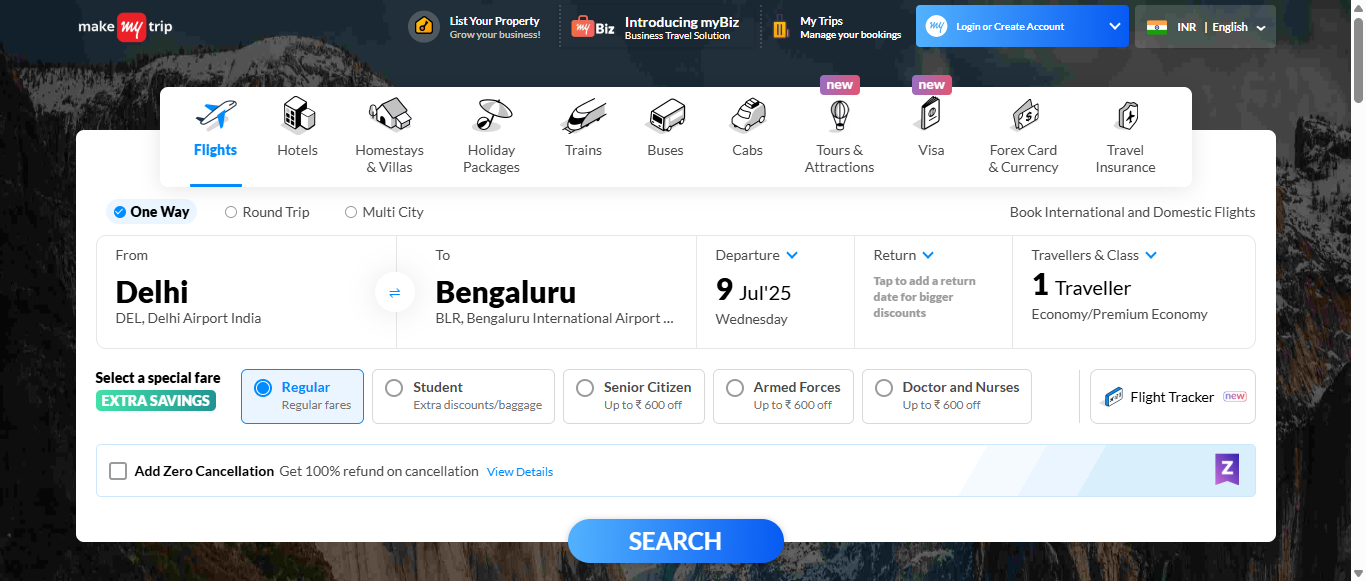 make my trip
List Your Property
Grow your business!
my Biz
Introducing myBiz
Business Travel Solution
My Trips
Manage your bookings
my
Login or Create Account
INR | English
new
new
Flights
Hotels
Homestays
& Villas
Holiday
Packages
Trains
Buses
Cabs
Tours &
Attractions
Visa
Forex Card
& Currency
Travel
Insurance
One Way
Round Trip
Multi City
Book International and Domestic Flights
From
Delhi
DEL, Delhi Airport India
To
Bengaluru
BLR, Bengaluru International Airport ...
Departure
9 Jul'25
Wednesday
Return
Tap to add a return
date for bigger
discounts
Travellers & Class
1 Traveller
Economy/Premium Economy
Select a special fare
EXTRA SAVINGS
Regular
Regular fares
Student
Extra discounts/baggage
Senior Citizen
Up to ₹ 600 off
Armed Forces
Up to ₹ 600 off
Doctor and Nurses
Up to ₹ 600 off
Flight Tracker new
Add Zero Cancellation Get 100% refund on cancellation View Details
Z
SEARCH